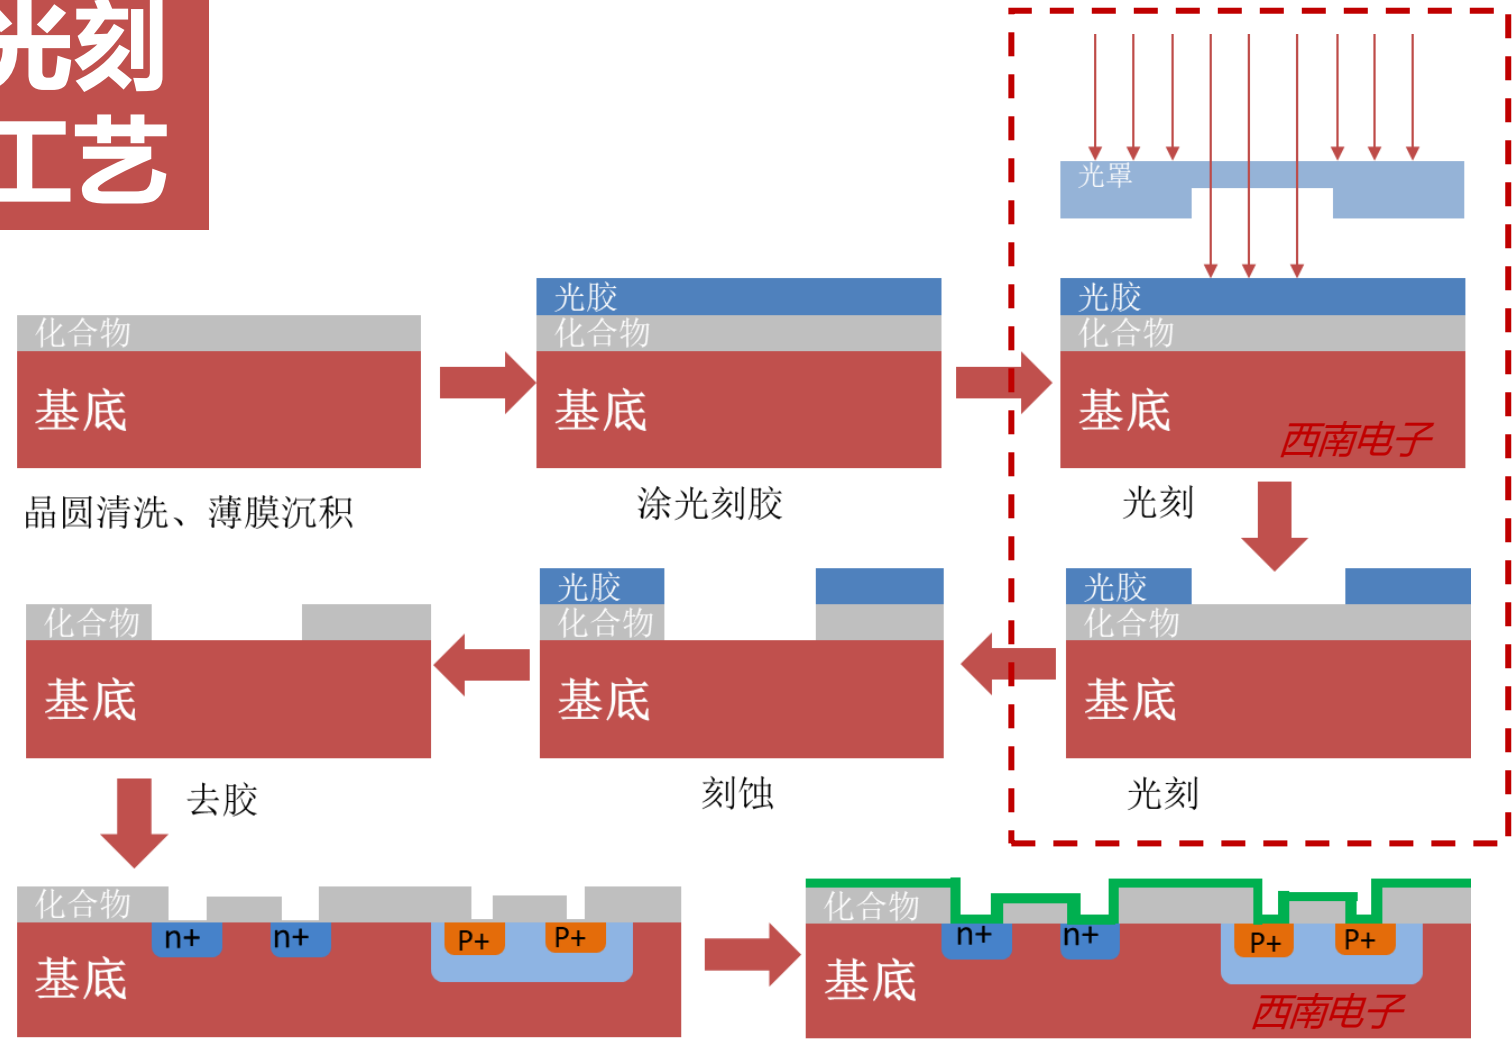 光刻
工艺
光罩
化合物
基底
晶圆清洗、薄膜沉积
光胶
化合物
基底
涂光刻胶
光胶
化合物
基底
西南电子
光刻
化合物
基底
去胶
光胶
化合物
基底
刻蚀
光胶
化合物
基底
光刻
化合物
n+
n+
P+
P+
基底
化合物
n+
n+
P+
P+
基底
西南电子